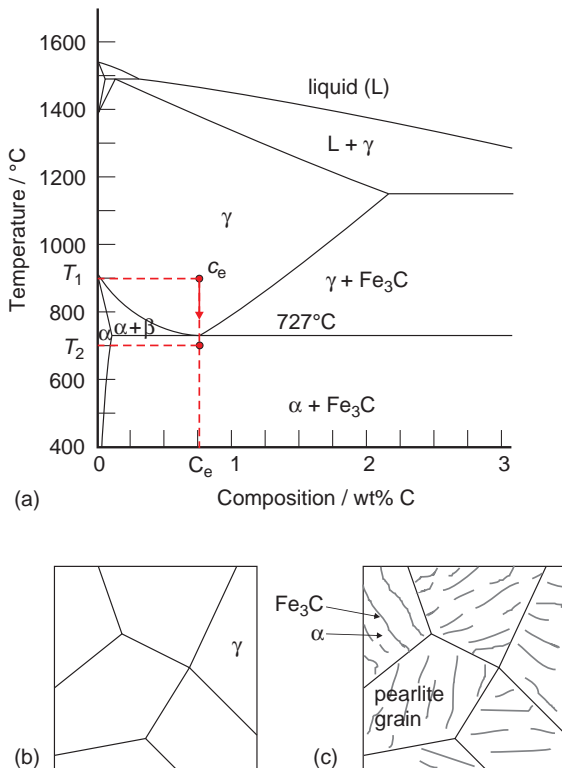 1600
liquid (L)
1400
L + γ
1200
Temperature / °C
γ
1000
T₁
cₑ
γ + Fe₃C
800
727°C
α
α+β
T₂
600
α + Fe₃C
400
0
Cₑ
1
2
3
(a)
Composition / wt% C
Fe₃C
α
γ
pearlite
grain
(b)
(c)